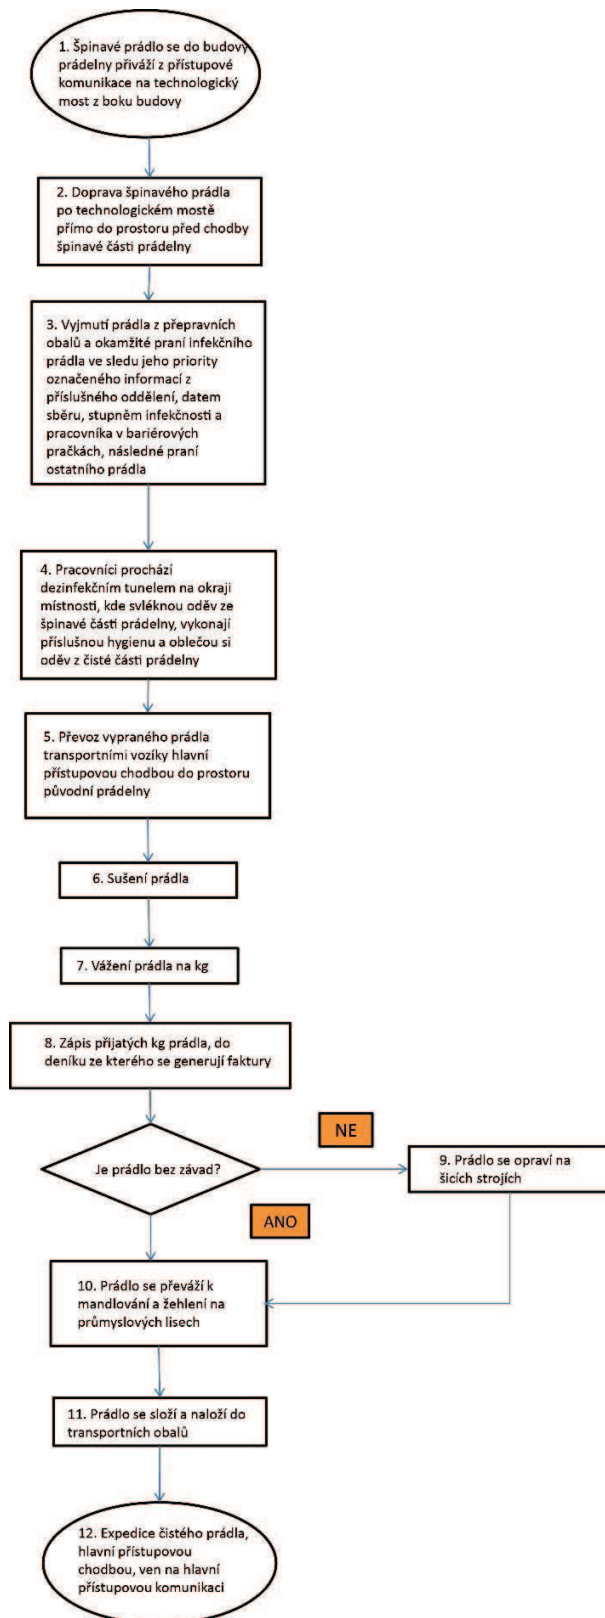 1. Špinavé prádlo se do budovy
prádelny přiváží z přístupové
komunikace na technologický
most z boku budovy
2. Doprava špinavého prádla
po technologickém mostě
přímo do prostoru před chodby
špinavé části prádelny
3. Vyjmutí prádla z přepravních
obalů a okamžité praní infekčního
prádla ve sledu jeho priority
označeného informací z
příslušného oddělení, datem
sběru, stupněm infekčnosti a
pracovníka v bariérových
pračkách, následné praní
ostatního prádla
4. Pracovníci prochází
dezinfekčním tunelem na okraji
místnosti, kde svléknou oděv ze
špinavé části prádelny, vykonají
příslušnou hygienu a oblečou si
oděv z čisté části prádelny
5. Převoz vypraného prádla
transportními vozíky hlavní
přístupovou chodbou do prostoru
původní prádelny
6. Sušení prádla
7. Vážení prádla na kg
8. Zápis přijatých kg prádla, do
deníku ze kterého se generují faktury
Je prádlo bez závad?
NE
9. Prádlo se opraví na
šicích strojích
ANO
10. Prádlo se převáží k
mandlování a žehlení na
průmyslových lisech
11. Prádlo se složí a naloží do
transportních obalů
12. Expedice čistého prádla,
hlavní přístupovou
chodbou, ven na hlavní
přístupovou komunikaci